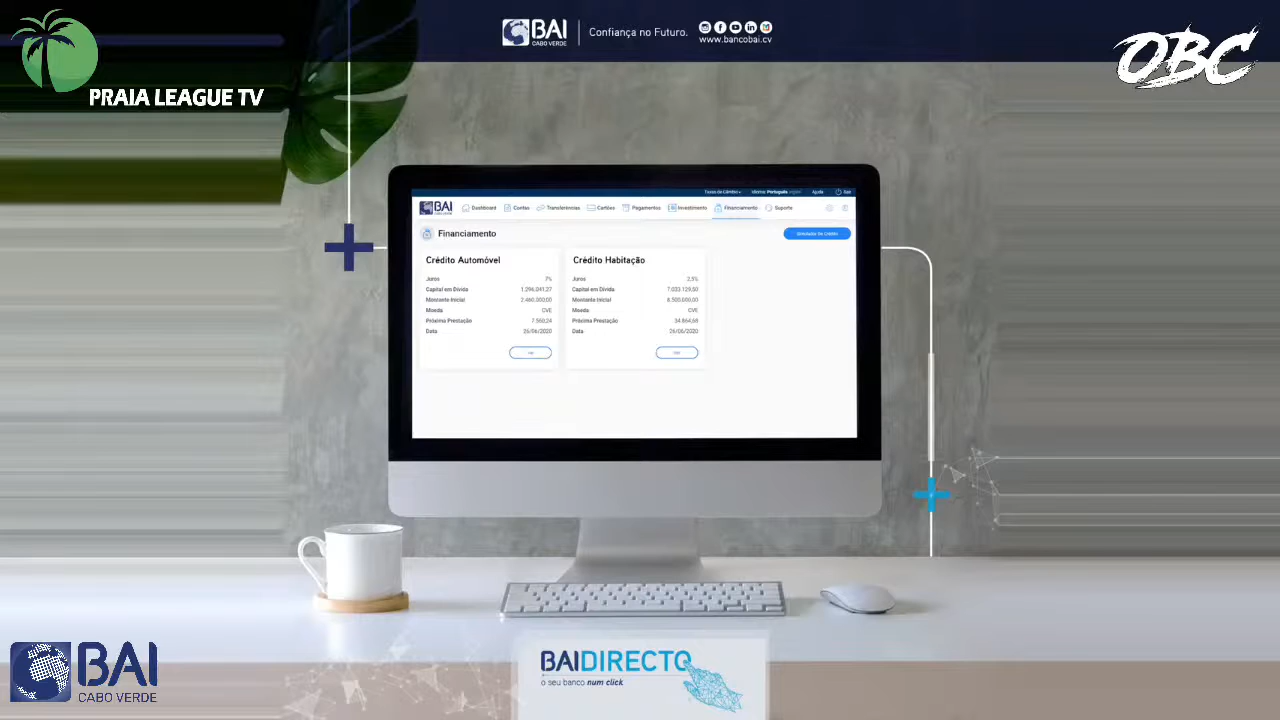 BAI
CABO VERDE
Confiança no Futuro.
www.bancobai.cv
PRAIA LEAGUE TV
OBC
Português
Ajuda
Sair
BAI
Dashboard
Contas
Transferências
Cartões
Pagamentos
Investimento
Financiamento
Suporte
Financiamento
Simulador De Crédito
Crédito Automóvel
Juros 7%
Capital em Dívida 1.296.041,27
Montante Inicial 2.460.000,00
Moeda CVE
Próxima Prestação 7.560,24
Data 26/06/2020
Crédito Habitação
Juros 2,5%
Capital em Dívida 7.033.129,50
Montante Inicial 8.500.000,00
Moeda CVE
Próxima Prestação 34.864,68
Data 26/06/2020
BAI
CABO VERDE
BAIDIRECTO
o seu banco num click